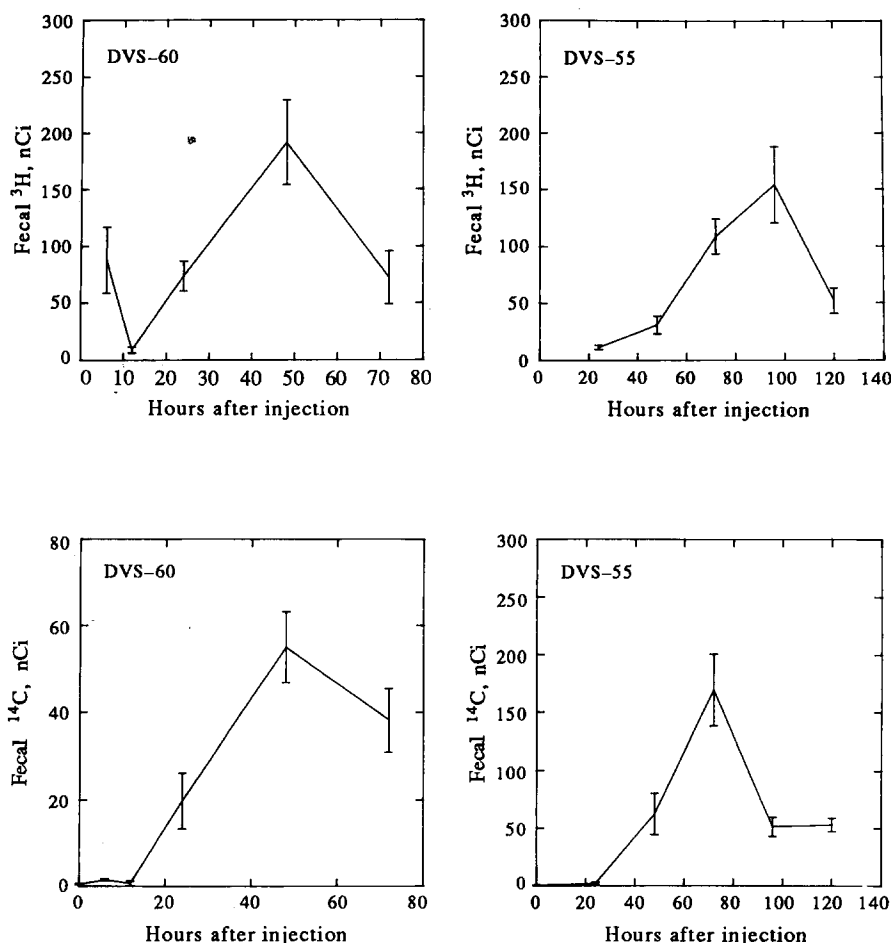 DVS–60
Fecal ³H, nCi
300
250
200
150
100
50
0
0 10 20 30 40 50 60 70 80
Hours after injection
DVS–55
Fecal ³H, nCi
300
250
200
150
100
50
0
0 20 40 60 80 100 120 140
Hours after injection
DVS–60
Fecal ¹⁴C, nCi
80
60
40
20
0
0 20 40 60 80
Hours after injection
DVS–55
Fecal ¹⁴C, nCi
300
250
200
150
100
50
0
0 20 40 60 80 100 120 140
Hours after injection